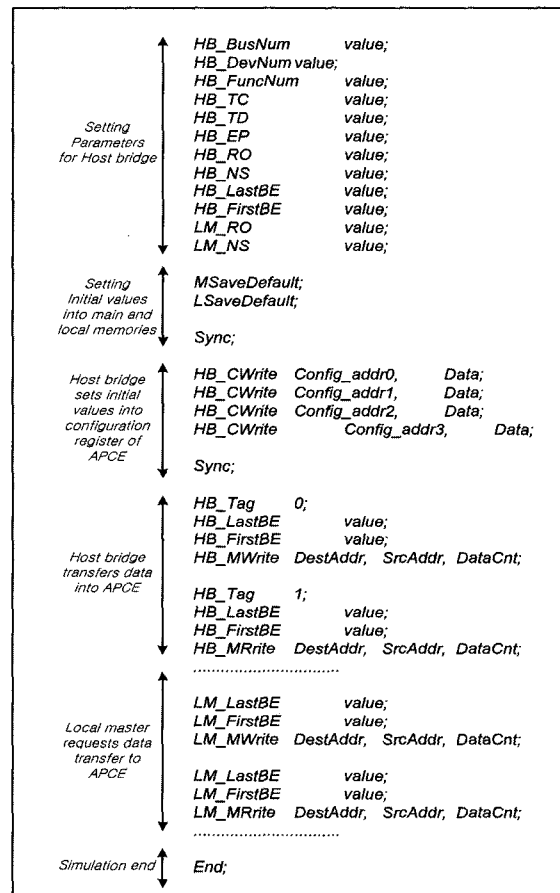 HB_BusNum value;
HB_DevNum value;
HB_FuncNum value;
HB_TC value;
HB_TD value;
HB_EP value;
HB_RO value;
HB_NS value;
HB_LastBE value;
HB_FirstBE value;
LM_RO value;
LM_NS value;
Setting
Parameters
for Host bridge
MSaveDefault;
LSaveDefault;
Sync;
Setting
Initial values
into main and
local memories
HB_CWrite Config_addr0, Data;
HB_CWrite Config_addr1, Data;
HB_CWrite Config_addr2, Data;
HB_CWrite Config_addr3, Data;
Sync;
Host bridge
sets initial
values into
configuration
register of
APCE
HB_Tag 0;
HB_LastBE value;
HB_FirstBE value;
HB_MWrite DestAddr, SrcAddr, DataCnt;
HB_Tag 1;
HB_LastBE value;
HB_FirstBE value;
HB_MRrite DestAddr, SrcAddr, DataCnt;
..............................
Host bridge
transfers data
into APCE
LM_LastBE value;
LM_FirstBE value;
LM_MWrite DestAddr, SrcAddr, DataCnt;
LM_LastBE value;
LM_FirstBE value;
LM_MRrite DestAddr, SrcAddr, DataCnt;
..............................
Local master
requests data
transfer to
APCE
Simulation end
End;